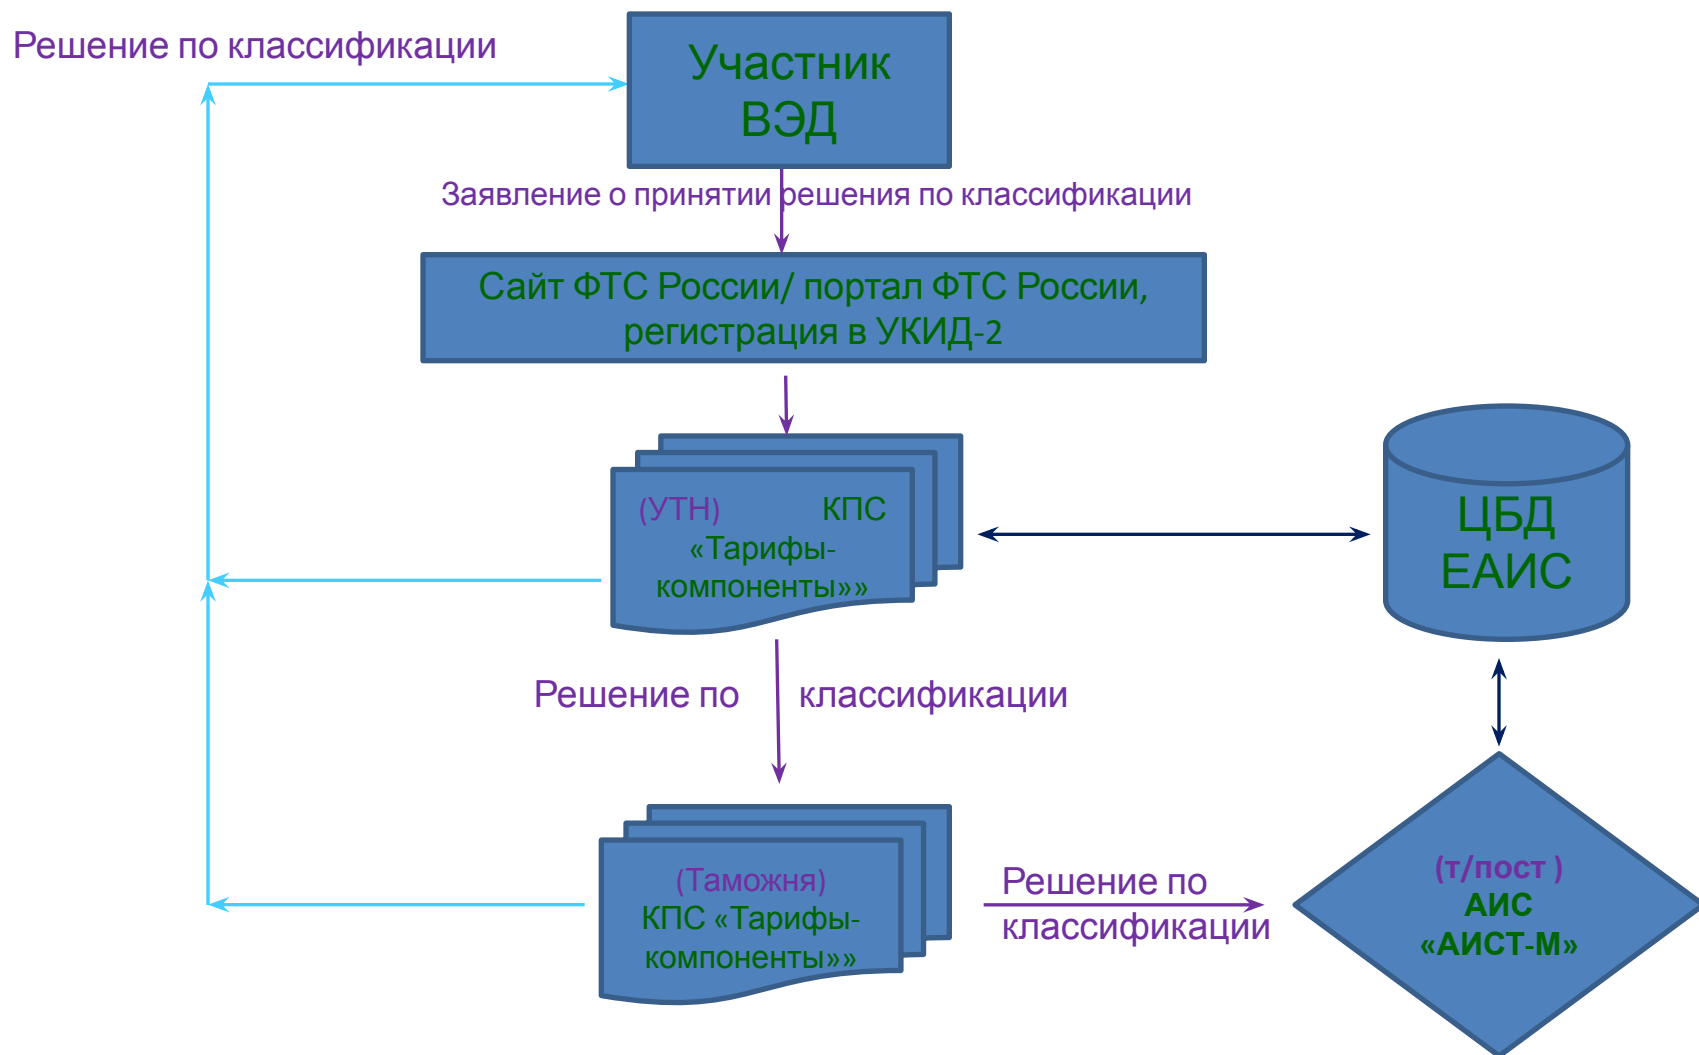 Решение по классификации
Участник
ВЭД
Заявление о принятии решения по классификации
Сайт ФТС России/ портал ФТС России,
регистрация в УКИД-2
(УТН) КПС
«Тарифы-
компоненты»»
ЦБД
ЕАИС
Решение по классификации
(Таможня)
КПС «Тарифы-
компоненты»»
Решение по
классификации
(т/пост )
АИС
«АИСТ-М»